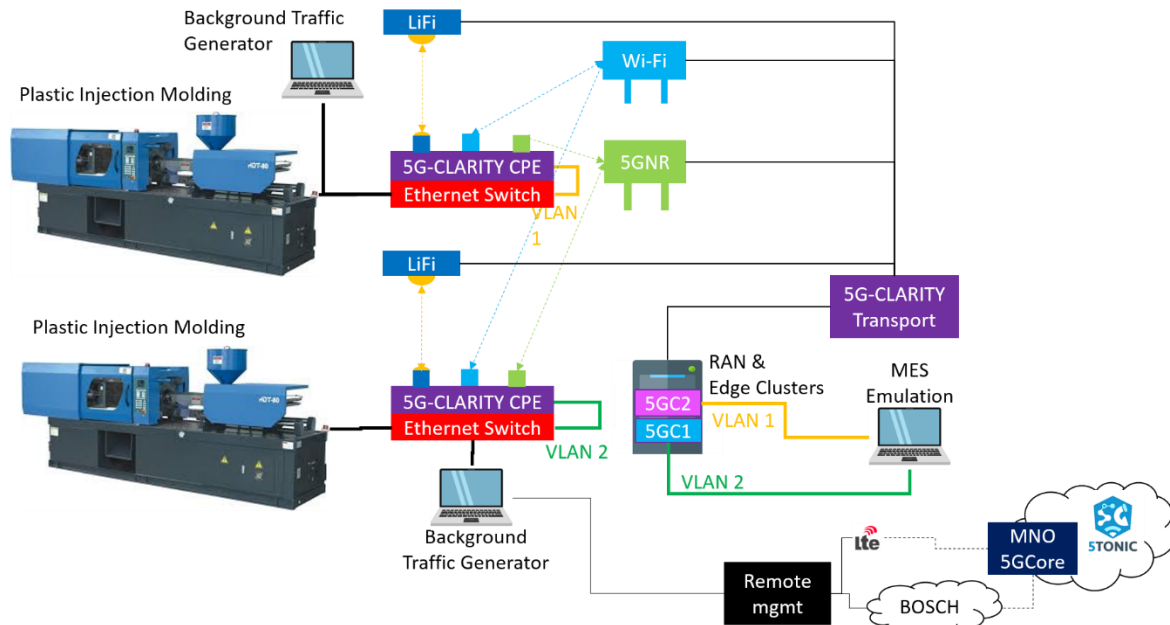 Background Traffic
Generator
LiFi
Wi-Fi
Plastic Injection Molding
5G-CLARITY CPE
Ethernet Switch
VLAN
1
5GNR
LiFi
5G-CLARITY
Transport
Plastic Injection Molding
RAN &
Edge Clusters
MES
Emulation
5G-CLARITY CPE
Ethernet Switch
5GC2
5GC1
VLAN 1
VLAN 2
VLAN 2
Background
Traffic Generator
Lte
MNO
5GCore
5TONIC
Remote
mgmt
BOSCH